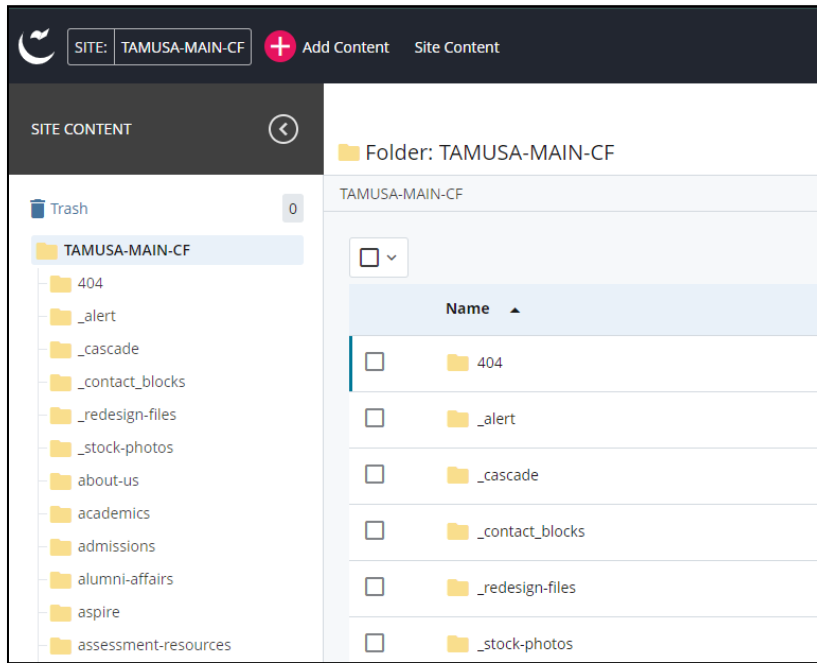 SITE: TAMUSA-MAIN-CF Add Content Site Content
SITE CONTENT
Trash 0
TAMUSA-MAIN-CF
404
_alert
_cascade
_contact_blocks
_redesign-files
_stock-photos
about-us
academics
admissions
alumni-affairs
aspire
assessment-resources
Folder: TAMUSA-MAIN-CF
TAMUSA-MAIN-CF
Name
404
_alert
_cascade
_contact_blocks
_redesign-files
_stock-photos